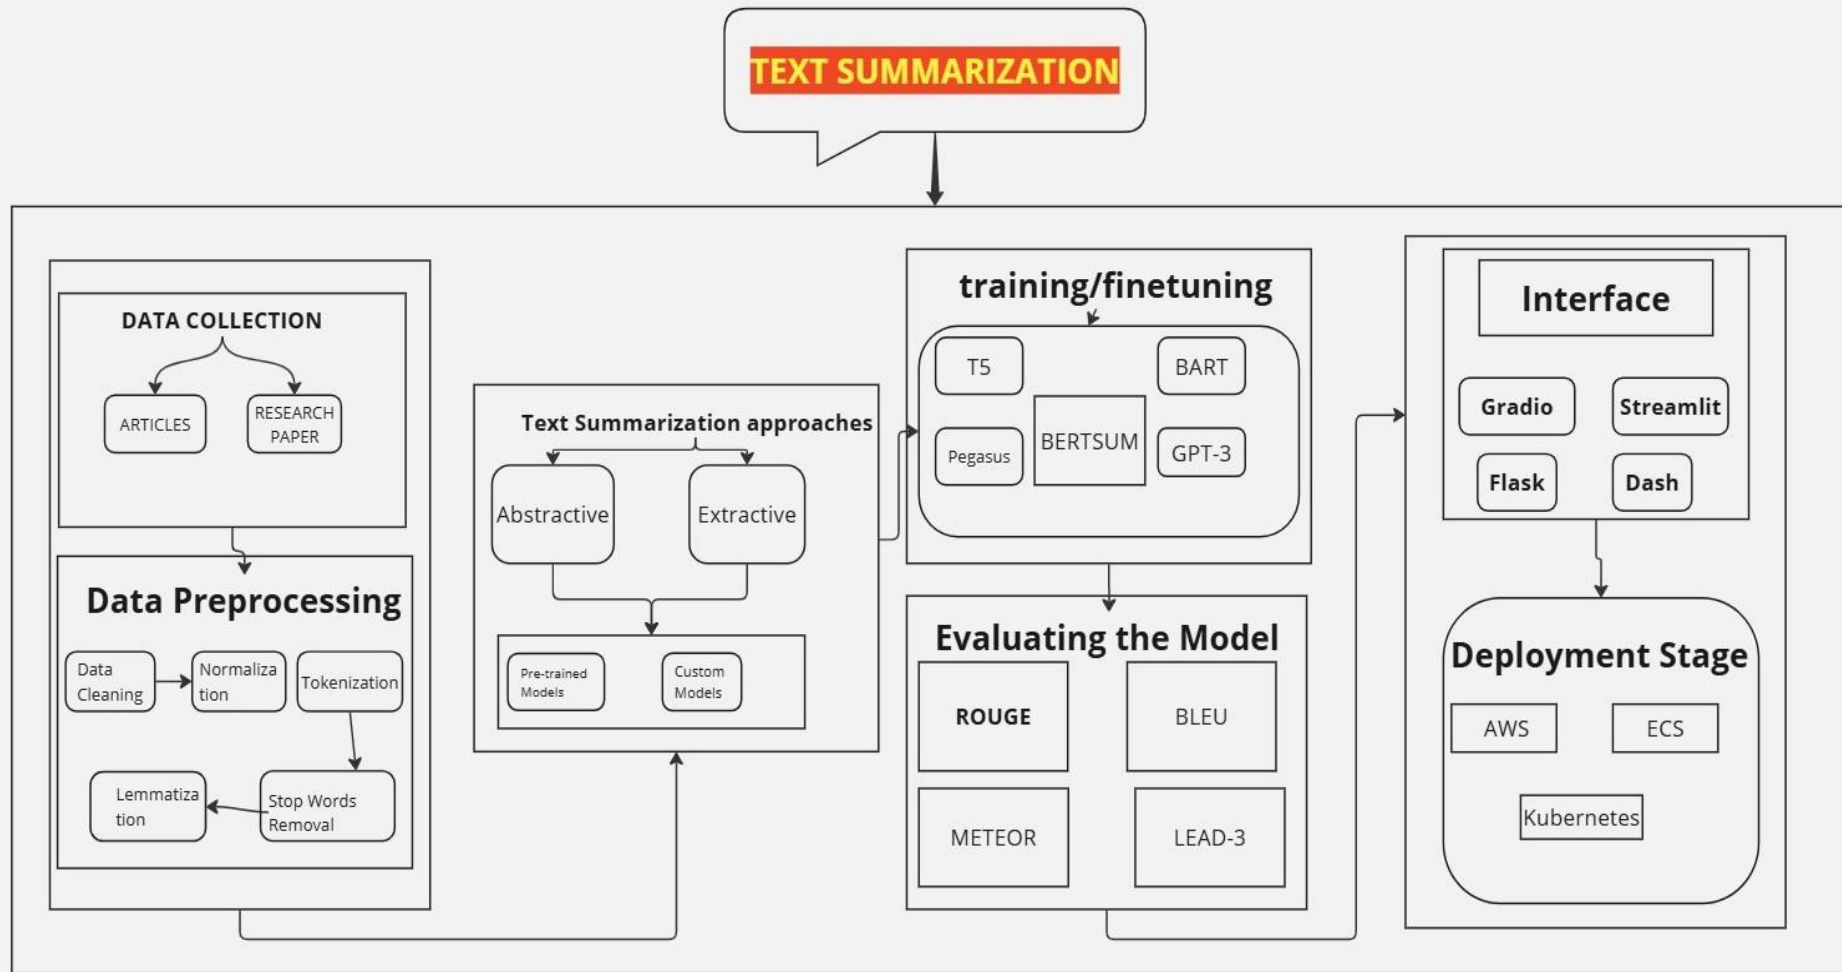 TEXT SUMMARIZATION
DATA COLLECTION
ARTICLES
RESEARCH
PAPER
Data Preprocessing
Data
Cleaning
Normaliza
tion
Tokenization
Lemmatiza
tion
Stop Words
Removal
Text Summarization approaches
Abstractive
Extractive
Pre-trained
Models
Custom
Models
training/finetuning
T5
BART
BERTSUM
Pegasus
GPT-3
Evaluating the Model
ROUGE
BLEU
METEOR
LEAD-3
Interface
Gradio
Streamlit
Flask
Dash
Deployment Stage
AWS
ECS
Kubernetes